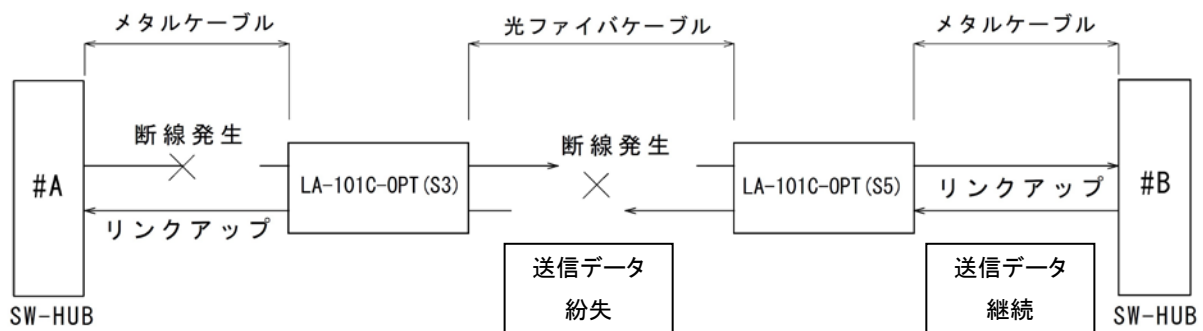 メタルケーブル
光ファイバケーブル
メタルケーブル
断線発生
断線発生
#A
LA-101C-OPT(S3)
LA-101C-OPT(S5)
#B
リンクアップ
リンクアップ
送信データ
紛失
送信データ
継続
SW-HUB
SW-HUB